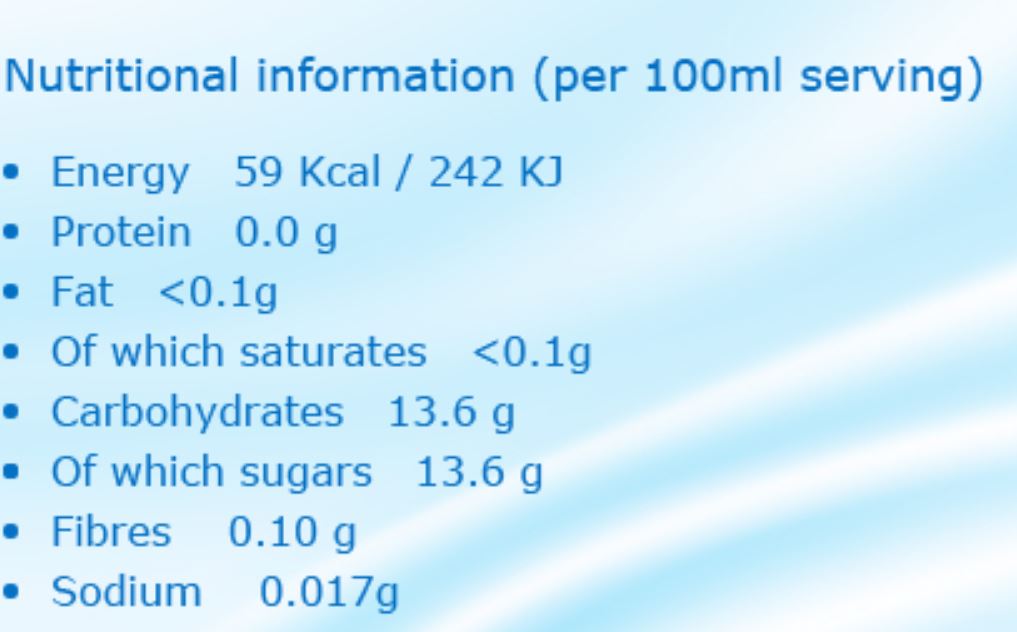 Nutritional information (per 100ml serving)
• Energy 59 Kcal / 242 KJ
• Protein 0.0 g
• Fat <0.1g
• Of which saturates <0.1g
• Carbohydrates 13.6 g
• Of which sugars 13.6 g
• Fibres 0.10 g
• Sodium 0.017g